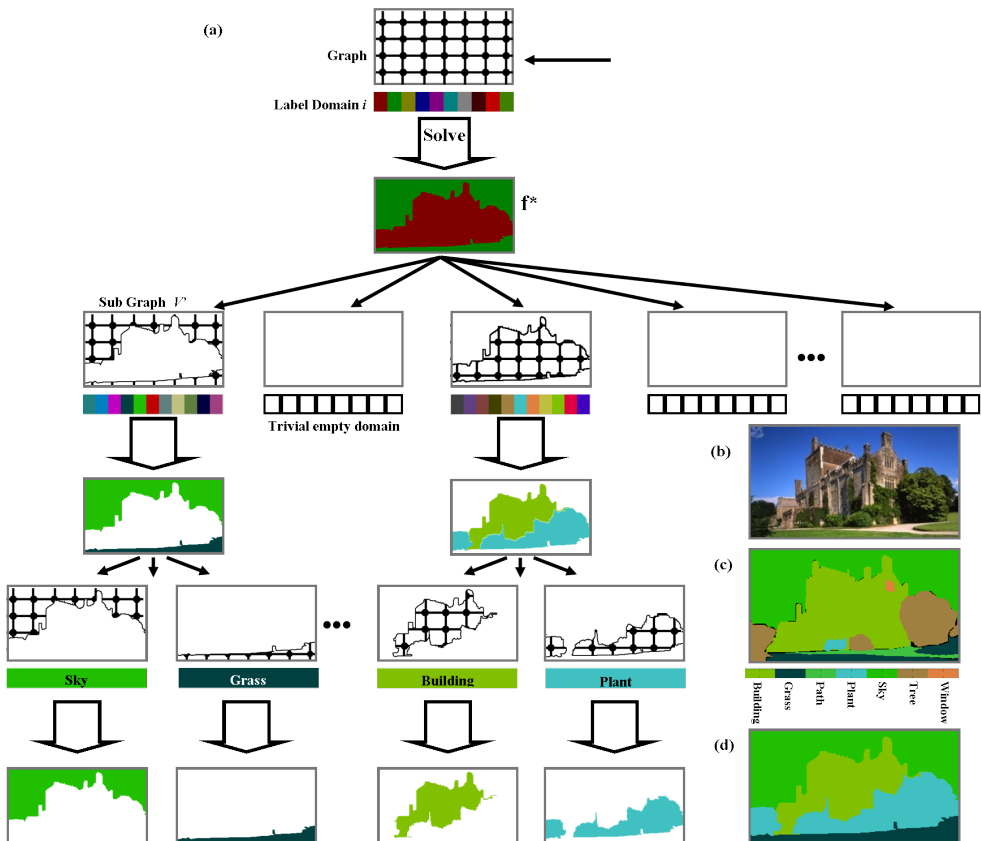 (a)
Graph
Label Domain i
Solve
f*
Sub Graph V'
Trivial empty domain
(b)
(c)
Sky
Grass
Building
Plant
Building
Grass
Path
Plant
Sky
Tree
Window
(d)